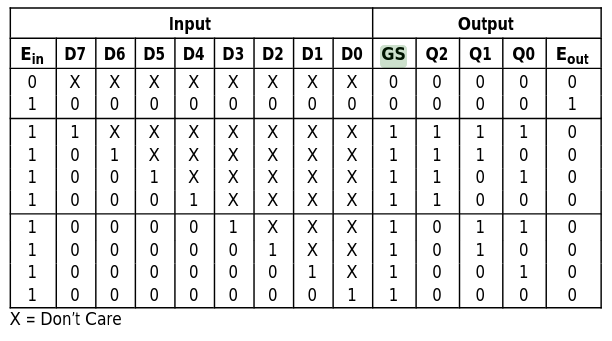 Input Output
Ein D7 D6 D5 D4 D3 D2 D1 D0 GS Q2 Q1 Q0 Eout
0 X X X X X X X X 0 0 0 0 0
1 0 0 0 0 0 0 0 0 0 0 0 0 1
1 1 X X X X X X X 1 1 1 1 0
1 0 1 X X X X X X 1 1 1 0 0
1 0 0 1 X X X X X 1 1 0 1 0
1 0 0 0 1 X X X X 1 1 0 0 0
1 0 0 0 0 1 X X X 1 0 1 1 0
1 0 0 0 0 0 1 X X 1 0 1 0 0
1 0 0 0 0 0 0 1 X 1 0 0 1 0
1 0 0 0 0 0 0 0 1 1 0 0 0 0
X = Don't Care